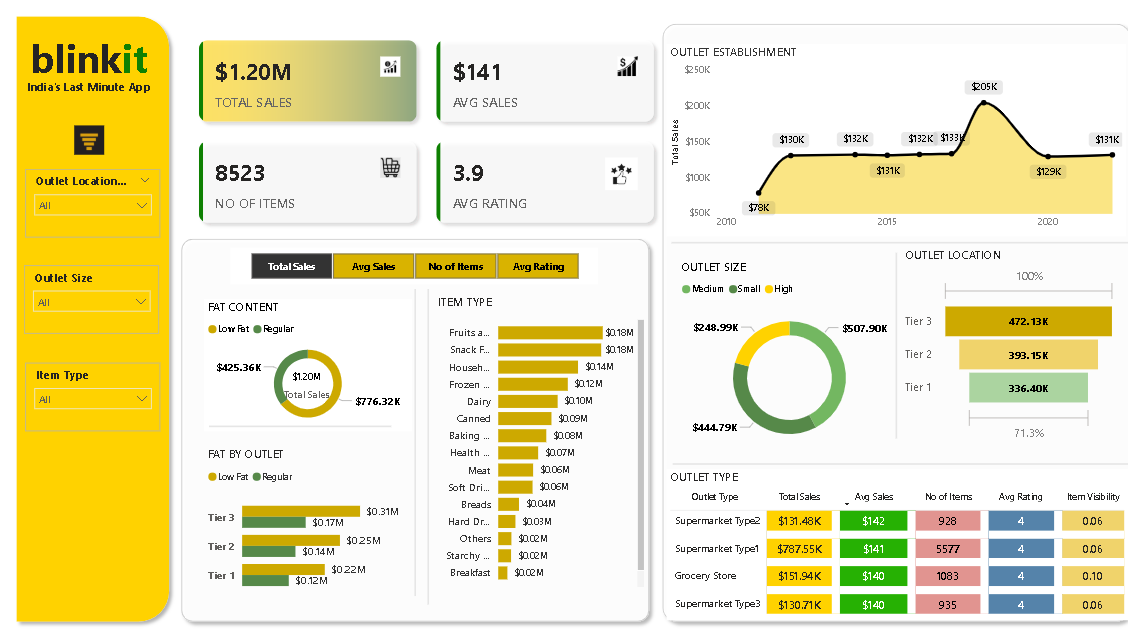 blinkit
India's Last Minute App
Outlet Location...
All
Outlet Size
All
Item Type
All
$1.20M
TOTAL SALES
$141
AVG SALES
8523
NO OF ITEMS
3.9
AVG RATING
Total Sales
Avg Sales
No of Items
Avg Rating
FAT CONTENT
Low Fat
Regular
$425.36K
$1.20M
Total Sales
$776.32K
FAT BY OUTLET
Low Fat
Regular
Tier 3
$0.31M
$0.17M
Tier 2
$0.25M
$0.14M
Tier 1
$0.22M
$0.12M
ITEM TYPE
Fruits a... $0.18M
Snack F... $0.18M
Househ... $0.14M
Frozen ... $0.12M
Dairy $0.10M
Canned $0.09M
Baking ... $0.08M
Health ... $0.07M
Meat $0.06M
Soft Dri... $0.06M
Breads $0.04M
Hard Dr... $0.03M
Others $0.02M
Starchy ... $0.02M
Breakfast $0.02M
OUTLET ESTABLISHMENT
Total Sales
$250K
$200K
$150K
$100K
$50K
$78K
$130K
$132K
$131K
$132K
$133K
$205K
$129K
$131K
2010
2015
2020
OUTLET SIZE
Medium
Small
High
$248.99K
$507.90K
$444.79K
OUTLET LOCATION
100%
Tier 3 472.13K
Tier 2 393.15K
Tier 1 336.40K
71.3%
OUTLET TYPE
Outlet Type Total Sales Avg Sales No of Items Avg Rating Item Visibility
Supermarket Type2 $131.48K $142 928 4 0.06
Supermarket Type1 $787.55K $141 5577 4 0.06
Grocery Store $151.94K $140 1083 4 0.10
Supermarket Type3 $130.71K $140 935 4 0.06